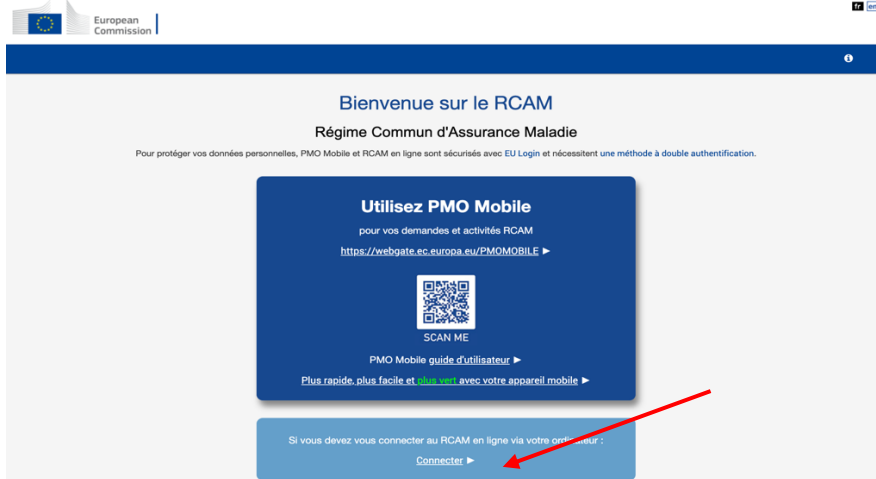 European
Commission
fr en
Bienvenue sur le RCAM
Régime Commun d'Assurance Maladie
Pour protéger vos données personnelles, PMO Mobile et RCAM en ligne sont sécurisés avec EU Login et nécessitent une méthode à double authentification.
Utilisez PMO Mobile
pour vos demandes et activités RCAM
https://webgate.ec.europa.eu/PMOMOBILE ►
SCAN ME
PMO Mobile guide d'utilisateur ►
Plus rapide, plus facile et plus vert avec votre appareil mobile ►
Si vous devez vous connecter au RCAM en ligne via votre ordinateur :
Connecter ►